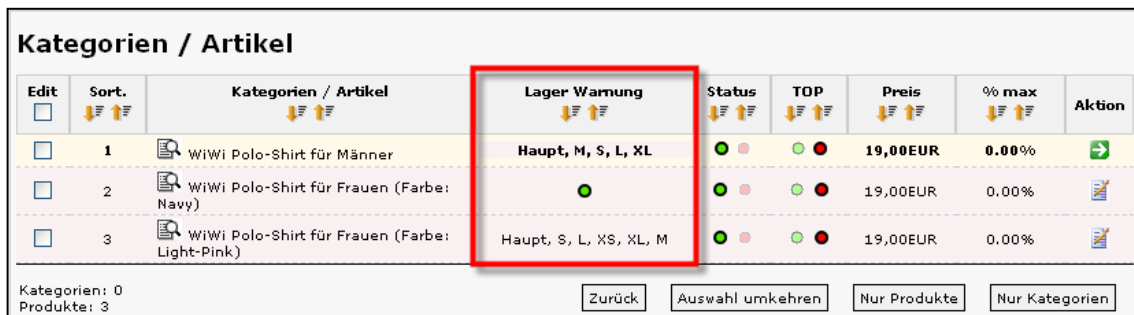 Kategorien / Artikel
Edit Sort. Kategorien / Artikel Lager Warnung Status TOP Preis % max Aktion
1 WiWi Polo-Shirt für Männer Haupt, M, S, L, XL 19,00EUR 0.00%
2 WiWi Polo-Shirt für Frauen (Farbe: Navy) 19,00EUR 0.00%
3 WiWi Polo-Shirt für Frauen (Farbe: Light-Pink) Haupt, S, L, XS, XL, M 19,00EUR 0.00%
Kategorien: 0
Produkte: 3
Zurück Auswahl umkehren Nur Produkte Nur Kategorien